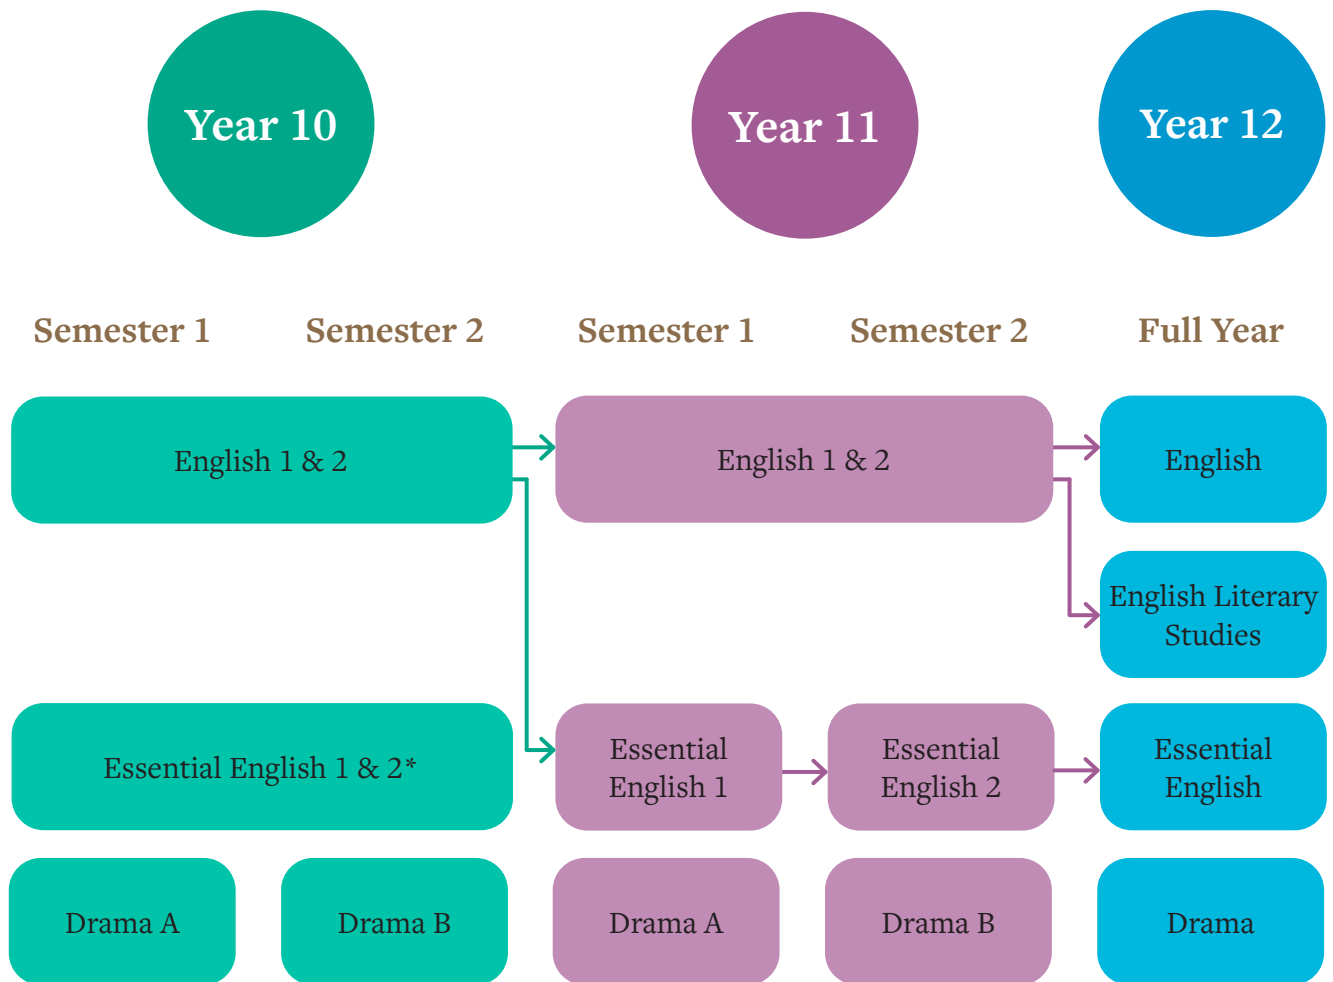 Year 10
Year 11
Year 12
Semester 1
Semester 2
Semester 1
Semester 2
Full Year
English 1 & 2
English 1 & 2
English
English Literary
Studies
Essential English 1 & 2*
Essential
English 1
Essential
English 2
Essential
English
Drama A
Drama B
Drama A
Drama B
Drama